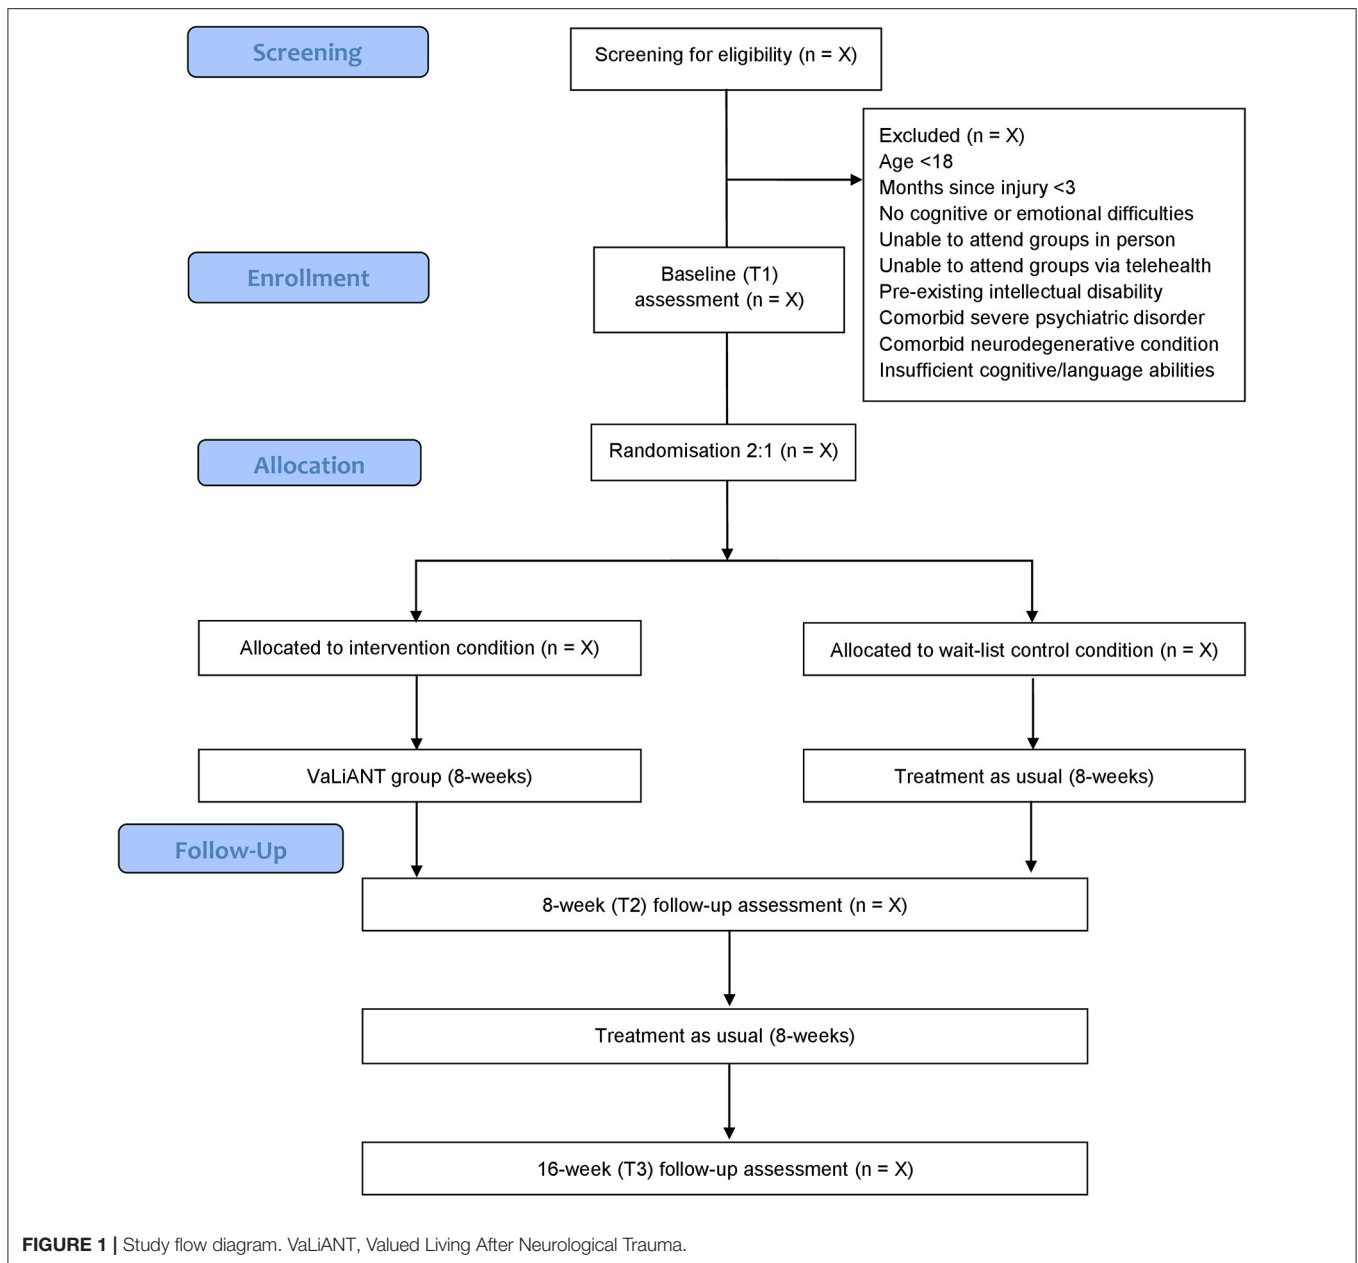 Screening
Screening for eligibility (n = X)
Excluded (n = X)
Age <18
Months since injury <3
No cognitive or emotional difficulties
Unable to attend groups in person
Unable to attend groups via telehealth
Pre-existing intellectual disability
Comorbid severe psychiatric disorder
Comorbid neurodegenerative condition
Insufficient cognitive/language abilities
Enrollment
Baseline (T1)
assessment (n = X)
Allocation
Randomisation 2:1 (n = X)
Allocated to intervention condition (n = X)
Allocated to wait-list control condition (n = X)
VaLiANT group (8-weeks)
Treatment as usual (8-weeks)
Follow-Up
8-week (T2) follow-up assessment (n = X)
Treatment as usual (8-weeks)
16-week (T3) follow-up assessment (n = X)
FIGURE 1 | Study flow diagram. VaLiANT, Valued Living After Neurological Trauma.